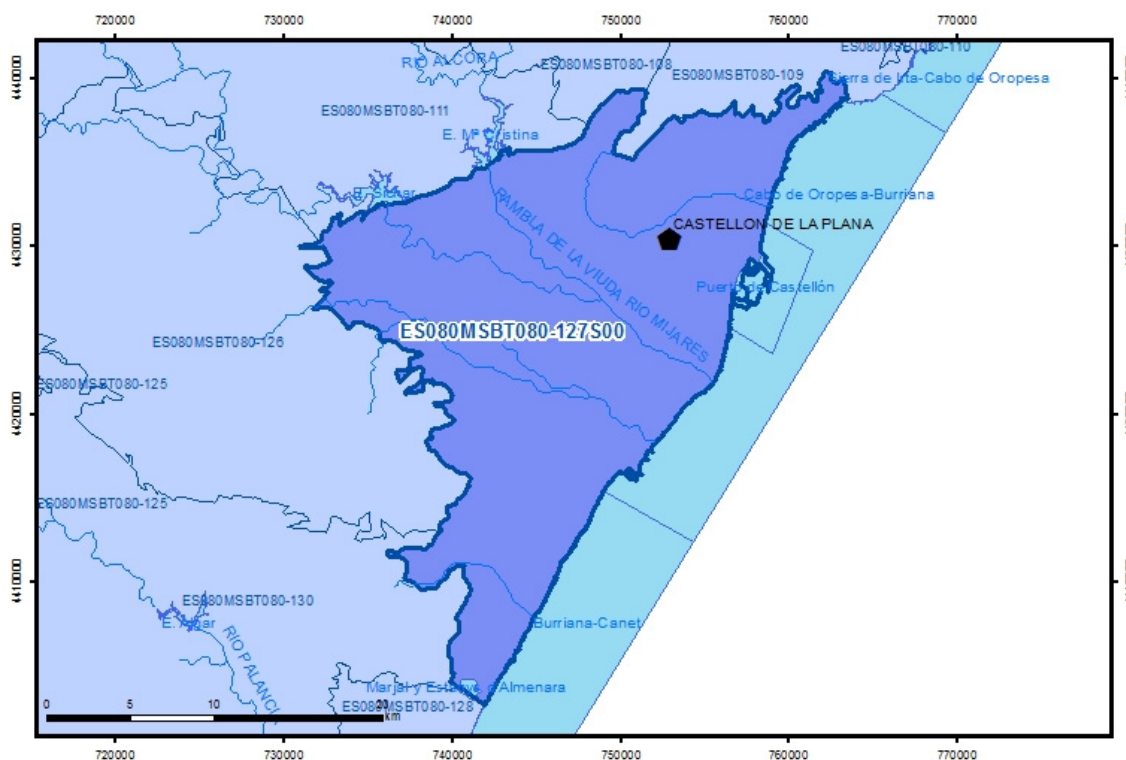 720000 730000 740000 750000 760000 770000
ES080MSBT080-110
RIO ALCORA
ES080MSBT080-108
ES080MSBT080-109
Sierra de Irta-Cabo de Oropesa
4440000
ES080MSBT080-111
E. Mª Cristina
E. Sichar
Cabo de Oropesa-Burriana
CASTELLON DE LA PLANA
4430000
RAMBLA DE LA VIUDA RIO MIJARES
Puerto de Castellón
ES080MSBT080-127S00
ES080MSBT080-126
ES080MSBT080-125
4420000
ES080MSBT080-125
4410000
ES080MSBT080-130
RIO PALANCI
Burriana-Canet
Marjal y Estanys d'Almenara
ES080MSBT080-128
0 5 10 20
km
720000 730000 740000 750000 760000 770000